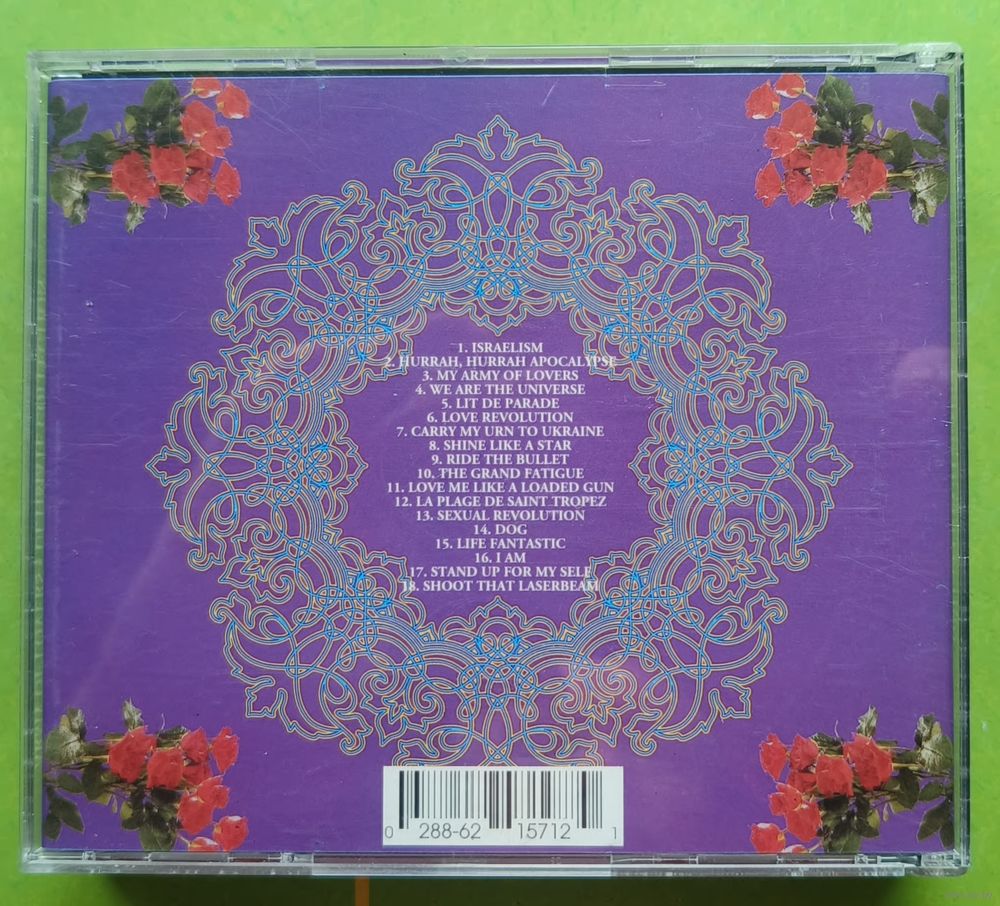 1. ISRAELISM
2. HURRAH, HURRAH APOCALYPSE
3. MY ARMY OF LOVERS
4. WE ARE THE UNIVERSE
5. LIT DE PARADE
6. LOVE REVOLUTION
7. CARRY MY URN TO UKRAINE
8. SHINE LIKE A STAR
9. RIDE THE BULLET
10. THE GRAND FATIGUE
11. LOVE ME LIKE A LOADED GUN
12. LA PLAGE DE SAINT TROPEZ
13. SEXUAL REVOLUTION
14. DOG
15. LIFE FANTASTIC
16. I AM
17. STAND UP FOR MY SELF
18. SHOOT THAT LASERBEAM
0 288-62 15712 1